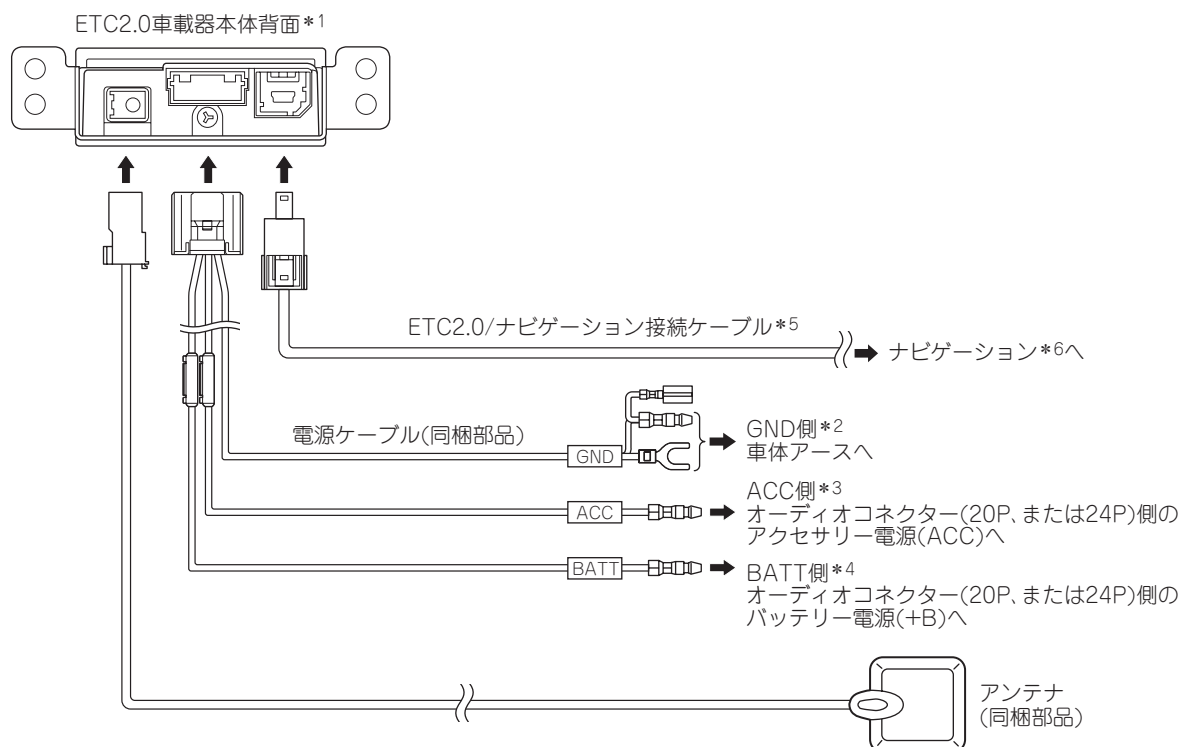 ETC2.0車載器本体背面*1
ETC2.0/ナビゲーション接続ケーブル*5
ナビゲーション*6へ
電源ケーブル(同梱部品)
GND
GND側*2
車体アースへ
ACC
ACC側*3
オーディオコネクター(20P、または24P)側の
アクセサリー電源(ACC)へ
BATT
BATT側*4
オーディオコネクター(20P、または24P)側の
バッテリー電源(+B)へ
アンテナ
(同梱部品)